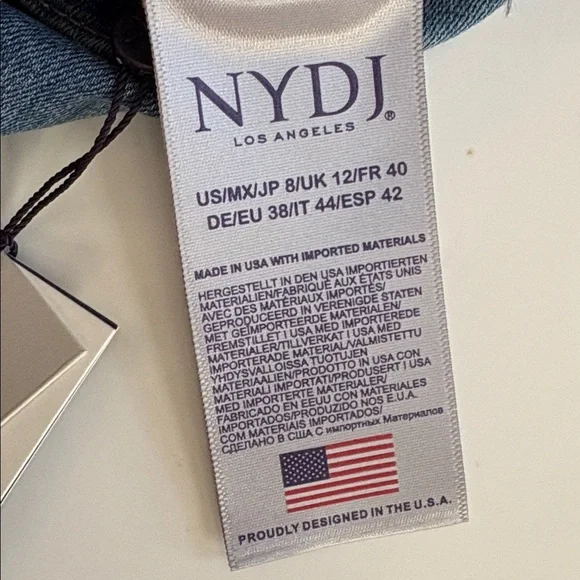 NYDJ®
LOS ANGELES
US/MX/JP 8/UK 12/FR 40
DE/EU 38/IT 44/ESP 42
MADE IN USA WITH IMPORTED MATERIALS
HERGESTELLT IN DEN USA IMPORTIERTEN
MATERIALIEN/FABRIQUÉ AUX ÉTATS UNIS
AVEC DES MATÉRIAUX IMPORTÉS/
GEPRODUCEERD IN VERENIGDE STATEN
MET GEÏMPORTEERDE MATERIALEN/
FREMSTILLET I USA MED IMPORTEREDE
MATERIALER/TILLVERKAT I USA MED
IMPORTERADE MATERIAL/VALMISTETTU
YHDYSVALLOISSA TUOTUJEN
MATERIAALIEN/PRODOTTO IN USA CON
MATERIALI IMPORTATI/PRODUSERT I USA
MED IMPORTERTE MATERIALER/
FABRICADO EN EEUU CON MATERIALES
IMPORTADOS/PRODUZIDO NOS E.U.A.
COM MATERIAIS IMPORTADOS/
СДЕЛАНО В США С импортных Материалов
PROUDLY DESIGNED IN THE U.S.A.